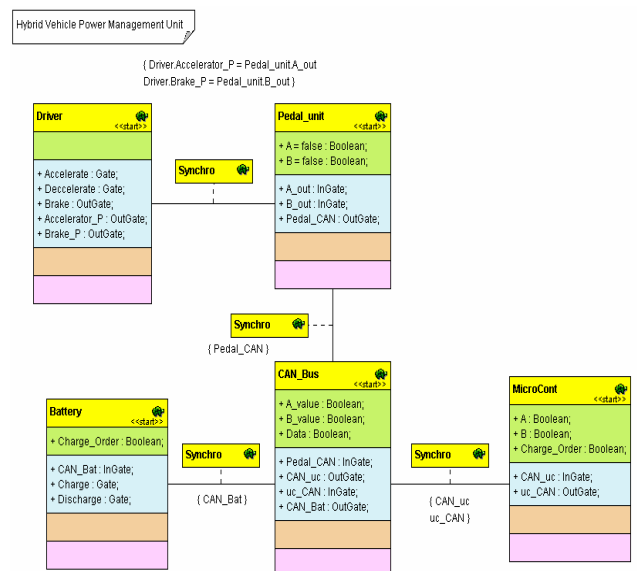 Hybrid Vehicle Power Management Unit
{ Driver.Accelerator_P = Pedal_unit.A_out
Driver.Brake_P = Pedal_unit.B_out }
Driver
<<start>>
+ Accelerate : Gate;
+ Deccelerate : Gate;
+ Brake : OutGate;
+ Accelerator_P : OutGate;
+ Brake_P : OutGate;
Synchro
Pedal_unit
<<start>>
+ A = false : Boolean;
+ B = false : Boolean;
+ A_out : InGate;
+ B_out : InGate;
+ Pedal_CAN : OutGate;
Synchro
{ Pedal_CAN }
Battery
<<start>>
+ Charge_Order : Boolean;
+ CAN_Bat : InGate;
+ Charge : Gate;
+ Discharge : Gate;
Synchro
{ CAN_Bat }
CAN_Bus
<<start>>
+ A_value : Boolean;
+ B_value : Boolean;
+ Data : Boolean;
+ Pedal_CAN : InGate;
+ CAN_uc : OutGate;
+ uc_CAN : InGate;
+ CAN_Bat : OutGate;
Synchro
{ CAN_uc
uc_CAN }
MicroCont
<<start>>
+ A : Boolean;
+ B : Boolean;
+ Charge_Order : Boolean;
+ CAN_uc : InGate;
+ uc_CAN : OutGate;